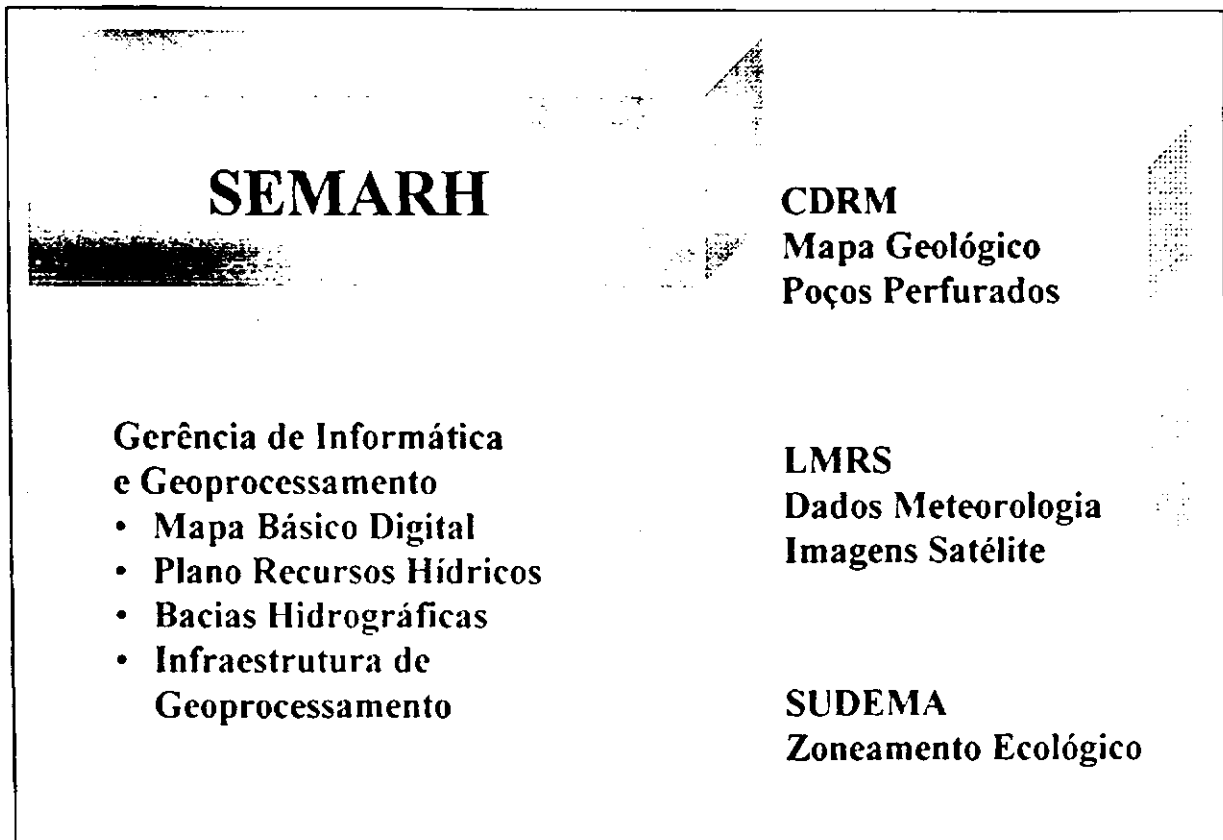 SEMARH
Gerência de Informática
e Geoprocessamento
• Mapa Básico Digital
• Plano Recursos Hídricos
• Bacias Hidrográficas
• Infraestrutura de
Geoprocessamento
CDRM
Mapa Geológico
Poços Perfurados
LMRS
Dados Meteorologia
Imagens Satélite
SUDEMA
Zoneamento Ecológico